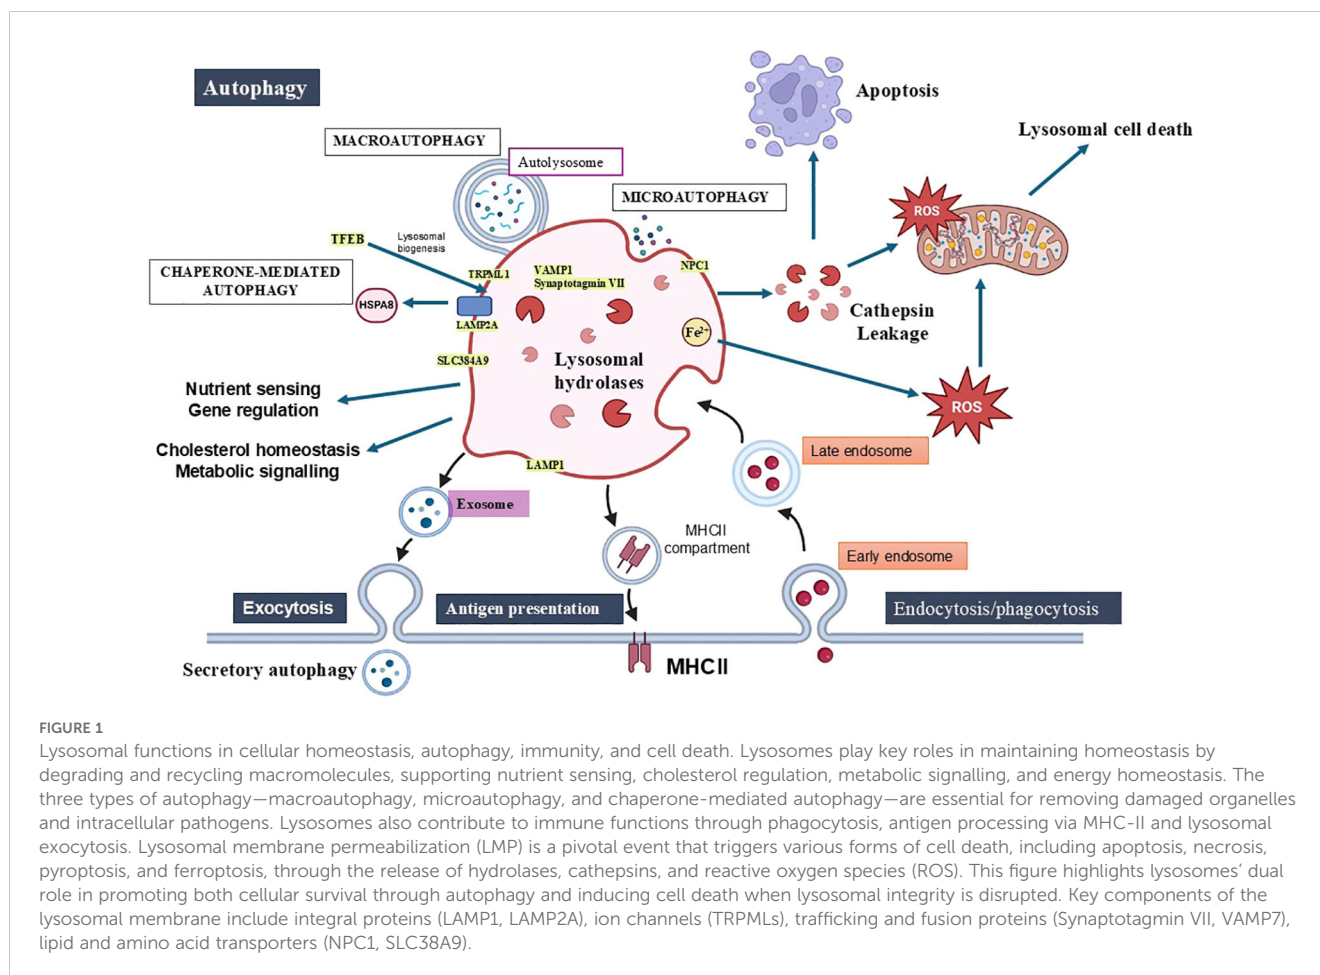 Autophagy
Apoptosis
Lysosomal cell death
MACROAUTOPHAGY
Autolysosome
MICROAUTOPHAGY
ROS
TFEB
Lysosomal
biogenesis
CHAPERONE-MEDIATED
AUTOPHAGY
HSPA8
TRPML1
VAMP1
Synaptotagmin VII
NPC1
LAMP2A
Fe²⁺
Cathepsin
Leakage
SLC384A9
Lysosomal
hydrolases
Nutrient sensing
Gene regulation
ROS
Cholesterol homeostasis
Metabolic signalling
LAMP1
Late endosome
Exosome
MHCII
compartment
Early endosome
Exocytosis
Antigen presentation
Endocytosis/phagocytosis
Secretory autophagy
MHCII
FIGURE 1
Lysosomal functions in cellular homeostasis, autophagy, immunity, and cell death. Lysosomes play key roles in maintaining homeostasis by
degrading and recycling macromolecules, supporting nutrient sensing, cholesterol regulation, metabolic signalling, and energy homeostasis. The
three types of autophagy—macroautophagy, microautophagy, and chaperone-mediated autophagy—are essential for removing damaged organelles
and intracellular pathogens. Lysosomes also contribute to immune functions through phagocytosis, antigen processing via MHC-II and lysosomal
exocytosis. Lysosomal membrane permeabilization (LMP) is a pivotal event that triggers various forms of cell death, including apoptosis, necrosis,
pyroptosis, and ferroptosis, through the release of hydrolases, cathepsins, and reactive oxygen species (ROS). This figure highlights lysosomes’ dual
role in promoting both cellular survival through autophagy and inducing cell death when lysosomal integrity is disrupted. Key components of the
lysosomal membrane include integral proteins (LAMP1, LAMP2A), ion channels (TRPMLs), trafficking and fusion proteins (Synaptotagmin VII, VAMP7),
lipid and amino acid transporters (NPC1, SLC38A9).